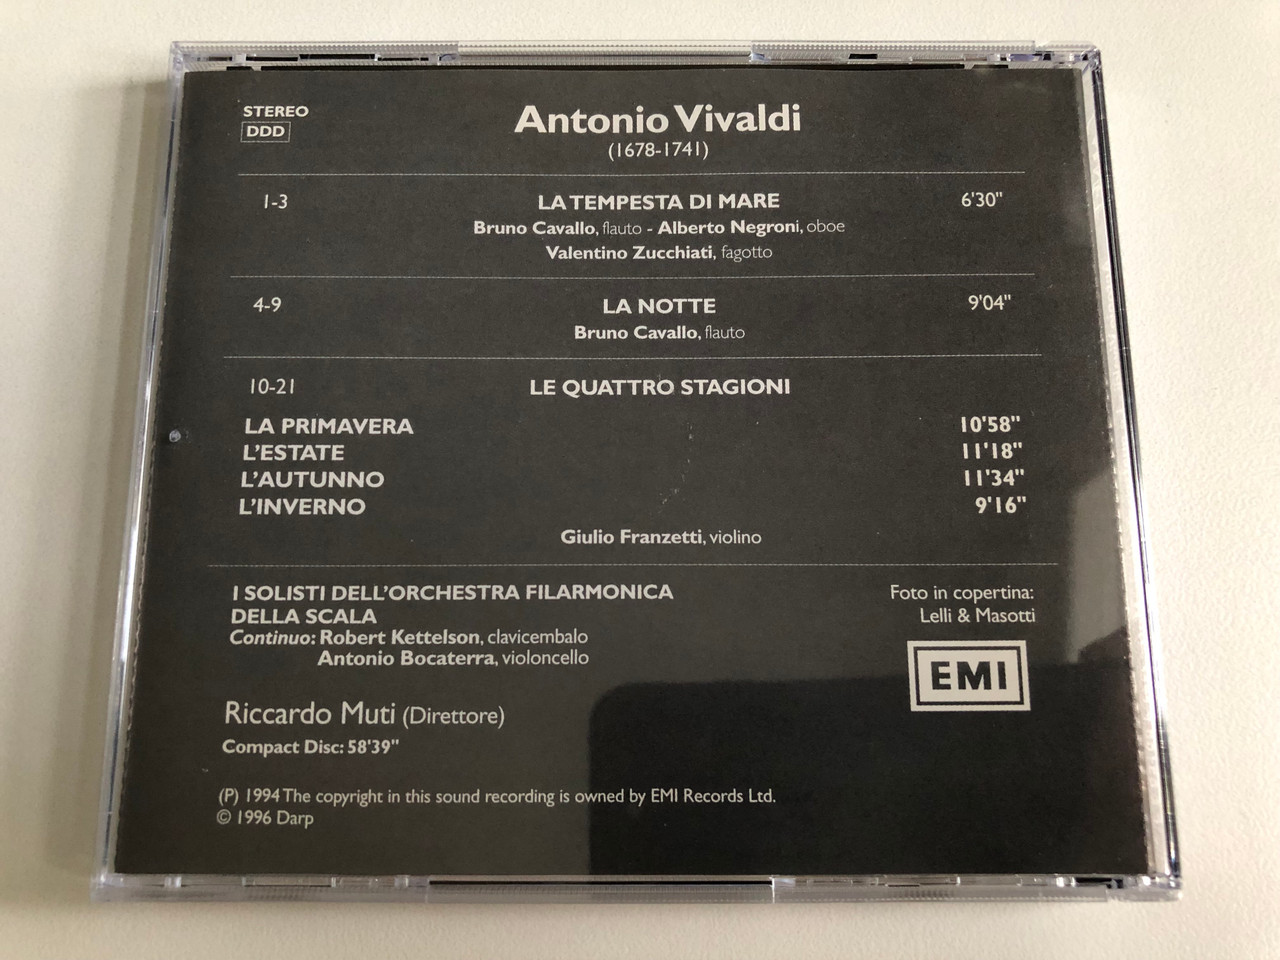 STEREO
DDD
Antonio Vivaldi
(1678-1741)
1-3 LA TEMPESTA DI MARE 6'30"
Bruno Cavallo, flauto - Alberto Negroni, oboe
Valentino Zucchiati, fagotto
4-9 LA NOTTE 9'04"
Bruno Cavallo, flauto
10-21 LE QUATTRO STAGIONI
LA PRIMAVERA 10'58"
L'ESTATE 11'18"
L'AUTUNNO 11'34"
L'INVERNO 9'16"
Giulio Franzetti, violino
I SOLISTI DELL'ORCHESTRA FILARMONICA
DELLA SCALA
Continuo: Robert Kettelson, clavicembalo
Antonio Bocaterra, violoncello
Foto in copertina:
Lelli & Masotti
EMI
Riccardo Muti (Direttore)
Compact Disc: 58'39"
(P) 1994 The copyright in this sound recording is owned by EMI Records Ltd.
© 1996 Darp